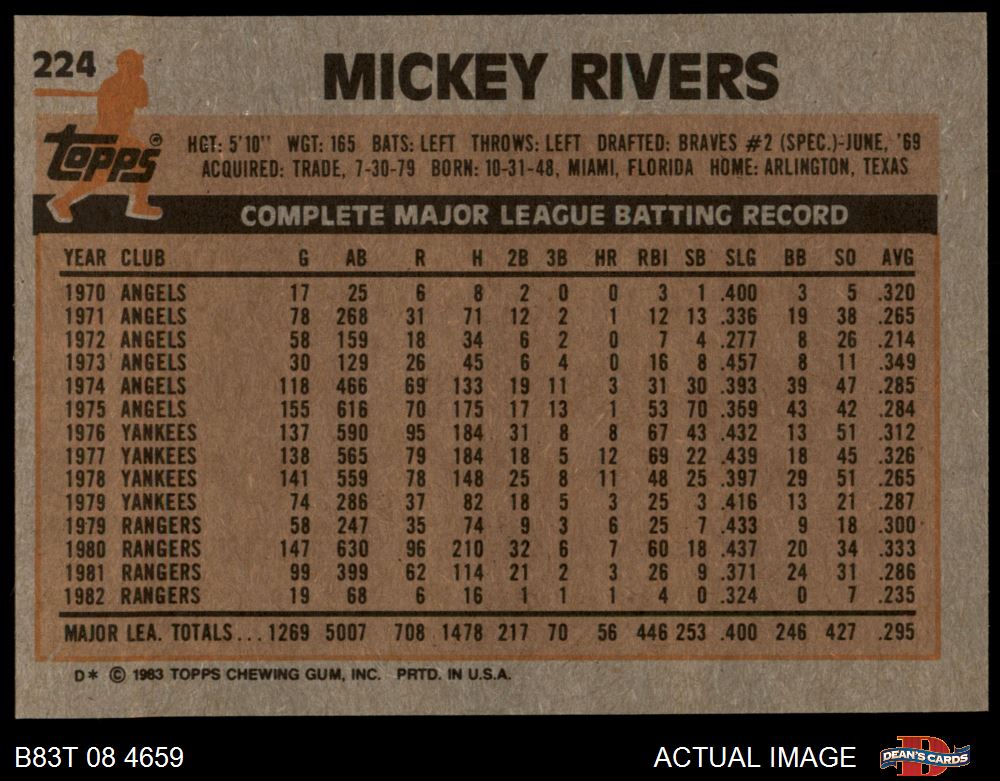 224
MICKEY RIVERS
Topps®
HGT: 5'10" WGT: 165 BATS: LEFT THROWS: LEFT DRAFTED: BRAVES #2 (SPEC.)-JUNE, '69
ACQUIRED: TRADE, 7-30-79 BORN: 10-31-48, MIAMI, FLORIDA HOME: ARLINGTON, TEXAS
COMPLETE MAJOR LEAGUE BATTING RECORD
YEAR CLUB G AB R H 2B 3B HR RBI SB SLG BB SO AVG
1970 ANGELS 17 25 6 8 2 0 0 3 1 .400 3 5 .320
1971 ANGELS 78 268 31 71 12 2 1 12 13 .336 19 38 .265
1972 ANGELS 58 159 18 34 6 2 0 7 4 .277 8 26 .214
1973 ANGELS 30 129 26 45 6 4 0 16 8 .457 8 11 .349
1974 ANGELS 118 466 69 133 19 11 3 31 30 .393 39 47 .285
1975 ANGELS 155 616 70 175 17 13 1 53 70 .359 43 42 .284
1976 YANKEES 137 590 95 184 31 8 8 67 43 .432 13 51 .312
1977 YANKEES 138 565 79 184 18 5 12 69 22 .439 18 45 .326
1978 YANKEES 141 559 78 148 25 8 11 48 25 .397 29 51 .265
1979 YANKEES 74 286 37 82 18 5 3 25 3 .416 13 21 .287
1979 RANGERS 58 247 35 74 9 3 6 25 7 .433 9 18 .300
1980 RANGERS 147 630 96 210 32 6 7 60 18 .437 20 34 .333
1981 RANGERS 99 399 62 114 21 2 3 26 9 .371 24 31 .286
1982 RANGERS 19 68 6 16 1 1 1 4 0 .324 0 7 .235
MAJOR LEA. TOTALS... 1269 5007 708 1478 217 70 56 446 253 .400 246 427 .295
D* © 1983 TOPPS CHEWING GUM, INC. PRTD. IN U.S.A.
B83T 08 4659
ACTUAL IMAGE
D
DEAN'S CARDS